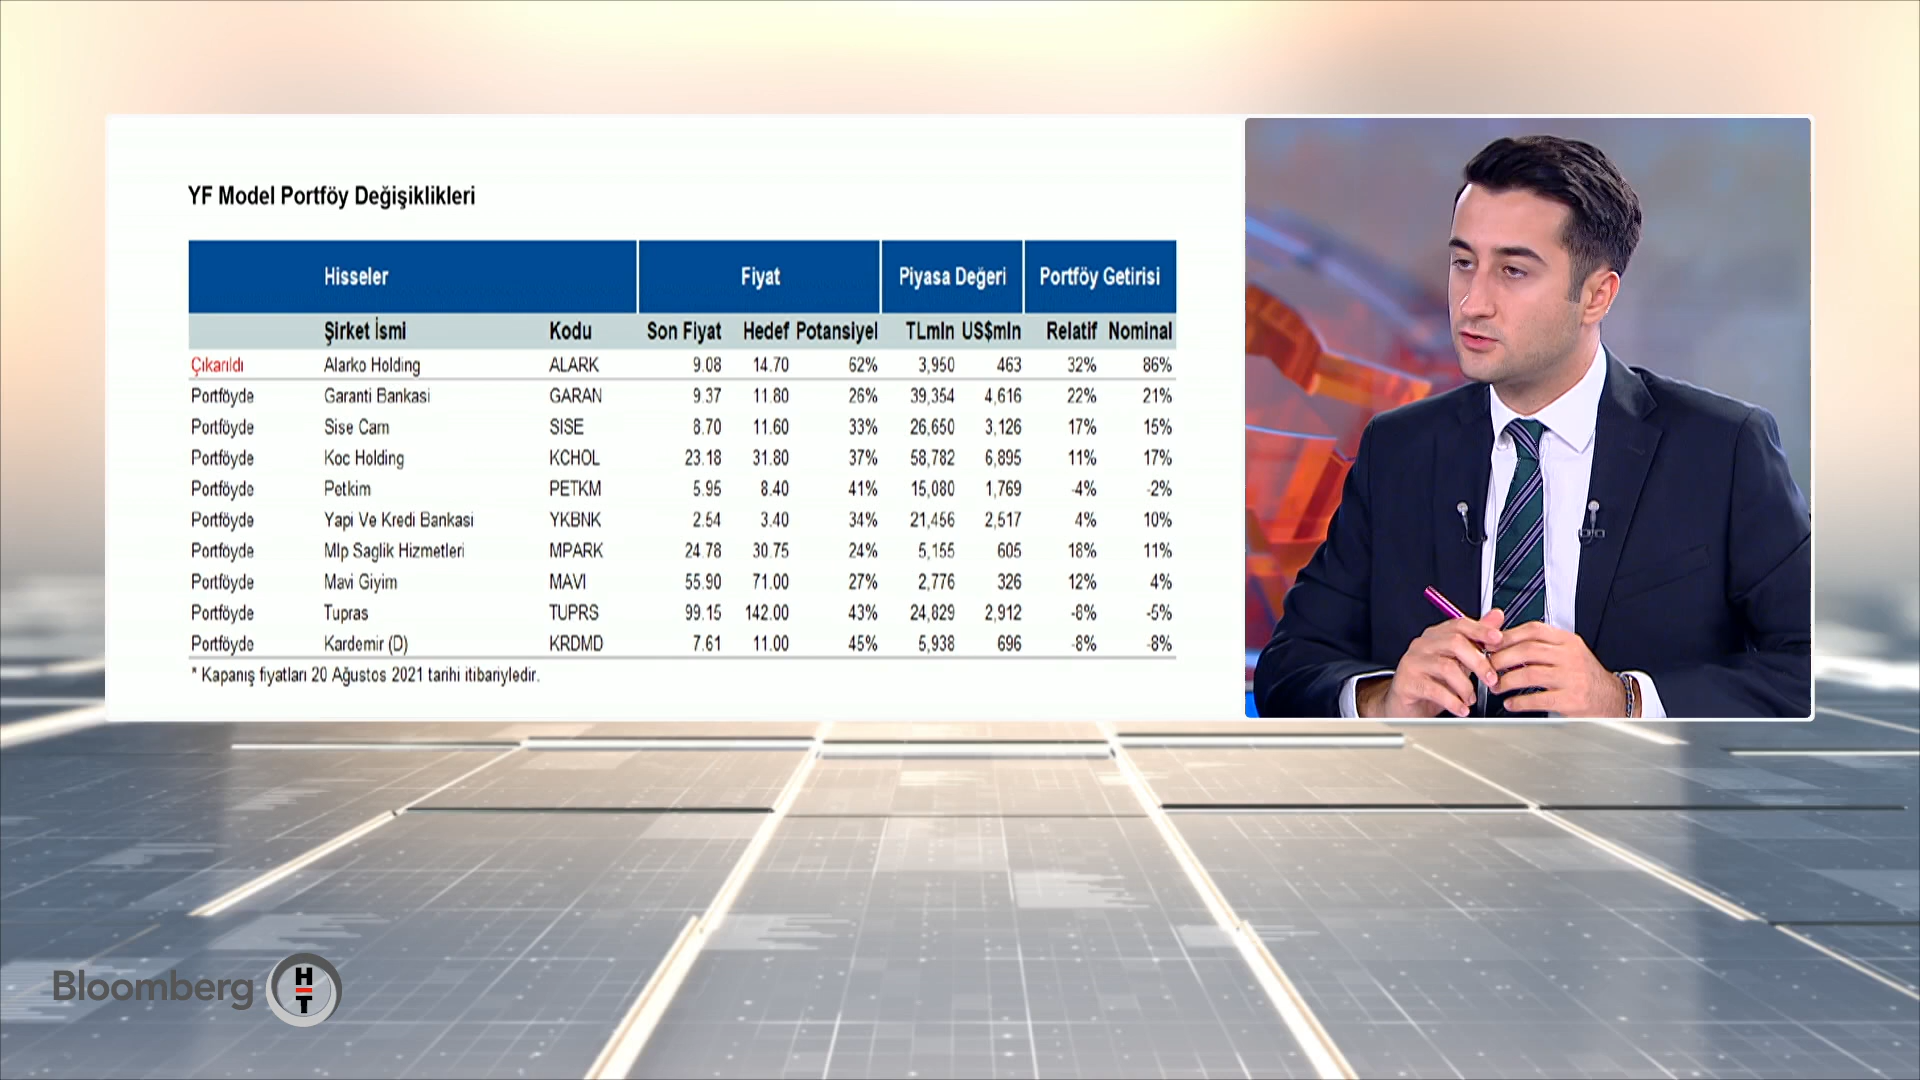 YF Model Portföy Değişiklikleri
Hisseler Fiyat Piyasa Değeri Portföy Getirisi
Şirket İsmi Kodu Son Fiyat Hedef Potansiyel TLmln US$mln Relatif Nominal
Çıkarıldı Alarko Holding ALARK 9.08 14.70 62% 3,950 463 32% 86%
Portföyde Garanti Bankasi GARAN 9.37 11.80 26% 39,354 4,616 22% 21%
Portföyde Sise Cam SISE 8.70 11.60 33% 26,650 3,126 17% 15%
Portföyde Koc Holding KCHOL 23.18 31.80 37% 58,782 6,895 11% 17%
Portföyde Petkim PETKM 5.95 8.40 41% 15,080 1,769 -4% -2%
Portföyde Yapi Ve Kredi Bankasi YKBNK 2.54 3.40 34% 21,456 2,517 4% 10%
Portföyde Mlp Saglik Hizmetleri MPARK 24.78 30.75 24% 5,155 605 18% 11%
Portföyde Mavi Giyim MAVI 55.90 71.00 27% 2,776 326 12% 4%
Portföyde Tupras TUPRS 99.15 142.00 43% 24,829 2,912 -8% -5%
Portföyde Kardemir (D) KRDMD 7.61 11.00 45% 5,938 696 -8% -8%
* Kapanış fiyatları 20 Ağustos 2021 tarihi itibariyledir.
Bloomberg HT